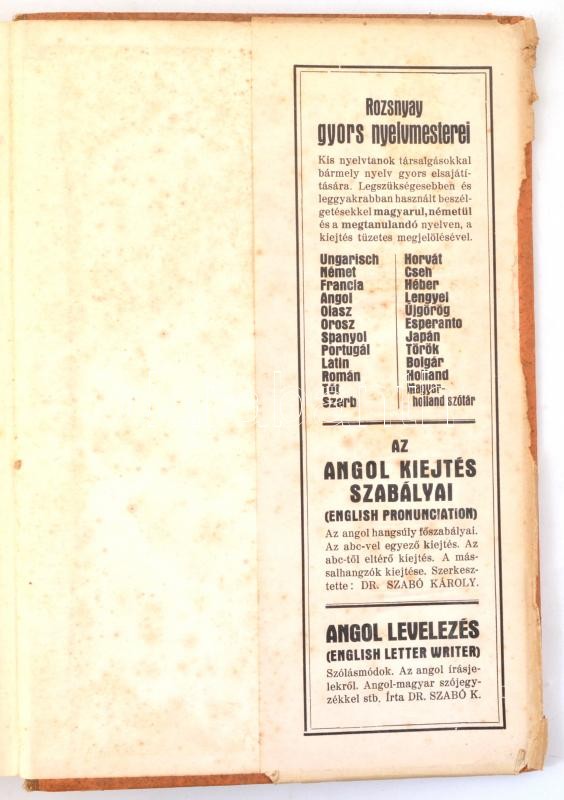 Rozsnyay
gyors nyelvmesterei
Kis nyelvtanok társalgásokkal
bármely nyelv gyors elsajátí-
tására. Legszükségesebben és
leggyakrabban használt beszél-
getésekkel magyarul, németül
és a megtanulandó nyelven, a
kiejtés tüzetes megjelölésével.
Ungarisch
Német
Francia
Angol
Olasz
Orosz
Spanyol
Portugál
Latin
Román
Tót
Szerb
Horvát
Cseh
Héber
Lengyel
Újgörög
Esperanto
Japán
Török
Bolgár
Holland
Magyar-
holland szótár
AZ
ANGOL KIEJTÉS
SZABÁLYAI
(ENGLISH PRONUNCIATION)
Az angol hangsúly főszabályai.
Az abc-vel egyező kiejtés. Az
abc-től eltérő kiejtés. A más-
salhangzók kiejtése. Szerkesz-
tette: DR. SZABÓ KÁROLY.
ANGOL LEVELEZÉS
(ENGLISH LETTER WRITER)
Szólásmódok. Az angol írásje-
lekről. Angol-magyar szójegy-
zékkel stb. Írta DR. SZABÓ K.